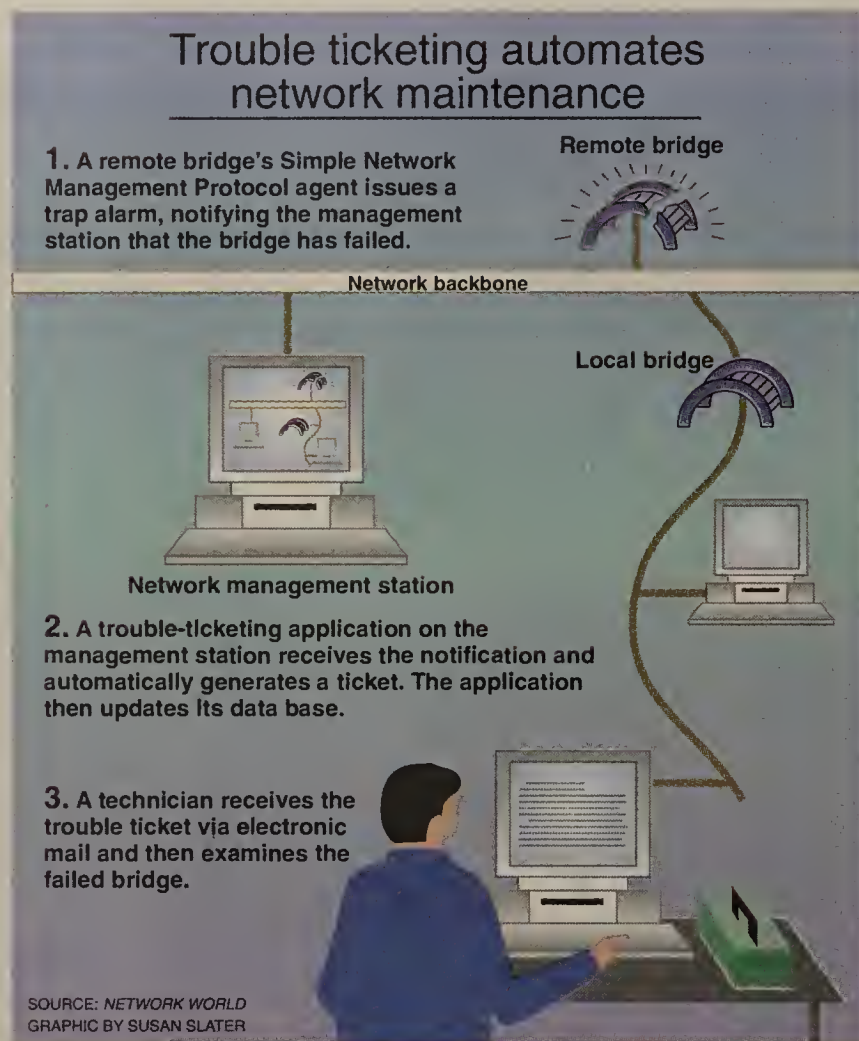 Trouble ticketing automates
network maintenance
1. A remote bridge's Simple Network
Management Protocol agent issues a
trap alarm, notifying the management
station that the bridge has failed.
Remote bridge
Network backbone
Local bridge
Network management station
2. A trouble-ticketing application on the
management station receives the notification and
automatically generates a ticket. The application
then updates its data base.
3. A technician receives the
trouble ticket via electronic
mail and then examines the
failed bridge.
SOURCE: NETWORK WORLD
GRAPHIC BY SUSAN SLATER